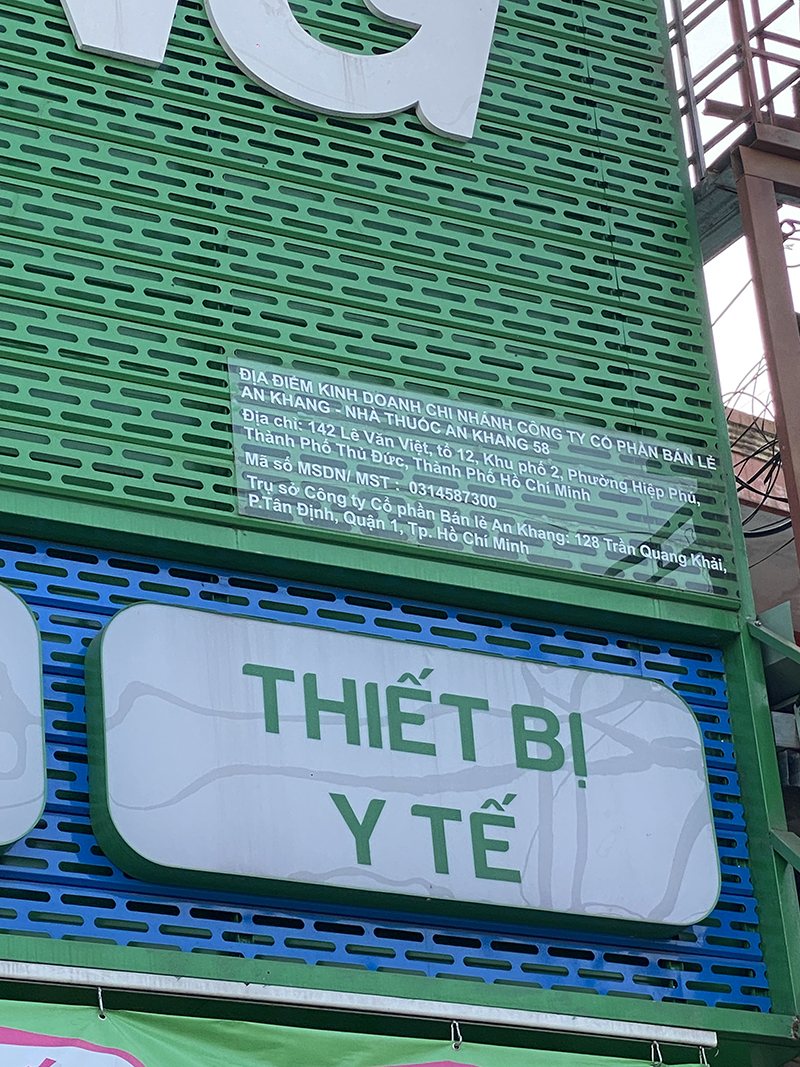 ĐỊA ĐIỂM KINH DOANH CHI NHÁNH CÔNG TY CỔ PHẦN BÁN LẺ
AN KHANG - NHÀ THUỐC AN KHANG 58
Địa chỉ: 142 Lê Văn Việt, tổ 12, Khu phố 2, Phường Hiệp Phú,
Thành Phố Thủ Đức, Thành Phố Hồ Chí Minh
Mã số MSDN/ MST : 0314587300
Trụ sở Công ty Cổ phần Bán lẻ An Khang: 128 Trần Quang Khải,
P.Tân Định, Quận 1, Tp. Hồ Chí Minh
THIẾT BỊ
Y TẾ